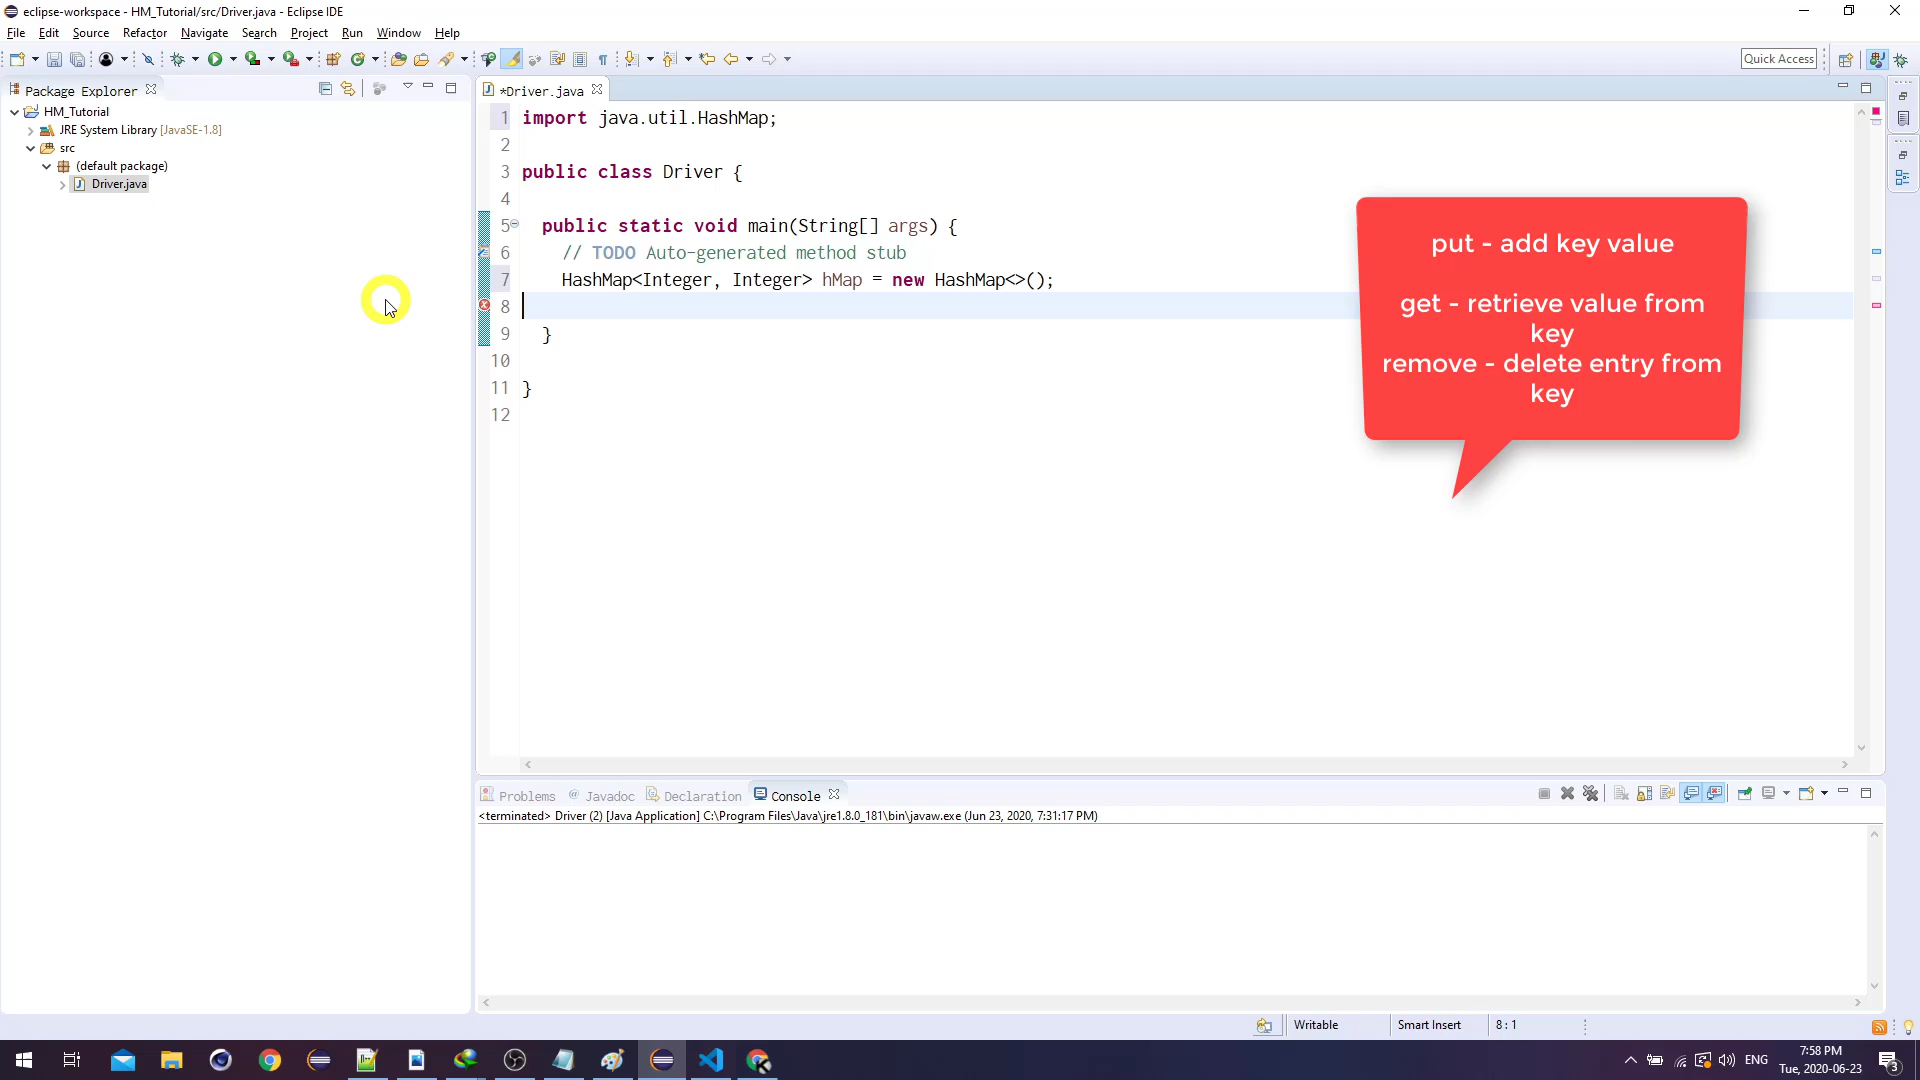 eclipse-workspace - HM_Tutorial/src/Driver.java - Eclipse IDE
File Edit Source Refactor Navigate Search Project Run Window Help
Quick Access
Package Explorer
HM_Tutorial
JRE System Library [JavaSE-1.8]
src
(default package)
Driver.java
*Driver.java
1 import java.util.HashMap;
2
3 public class Driver {
4
5 public static void main(String[] args) {
6 // TODO Auto-generated method stub
7 HashMap<Integer, Integer> hMap = new HashMap<>();
8
9 }
10
11 }
12
put - add key value
get - retrieve value from
key
remove - delete entry from
key
Problems @ Javadoc Declaration Console
<terminated> Driver (2) [Java Application] C:\Program Files\Java\jre1.8.0_181\bin\javaw.exe (Jun 23, 2020, 7:31:17 PM)
Writable Smart Insert 8 : 1
ENG
7:58 PM
Tue, 2020-06-23
3